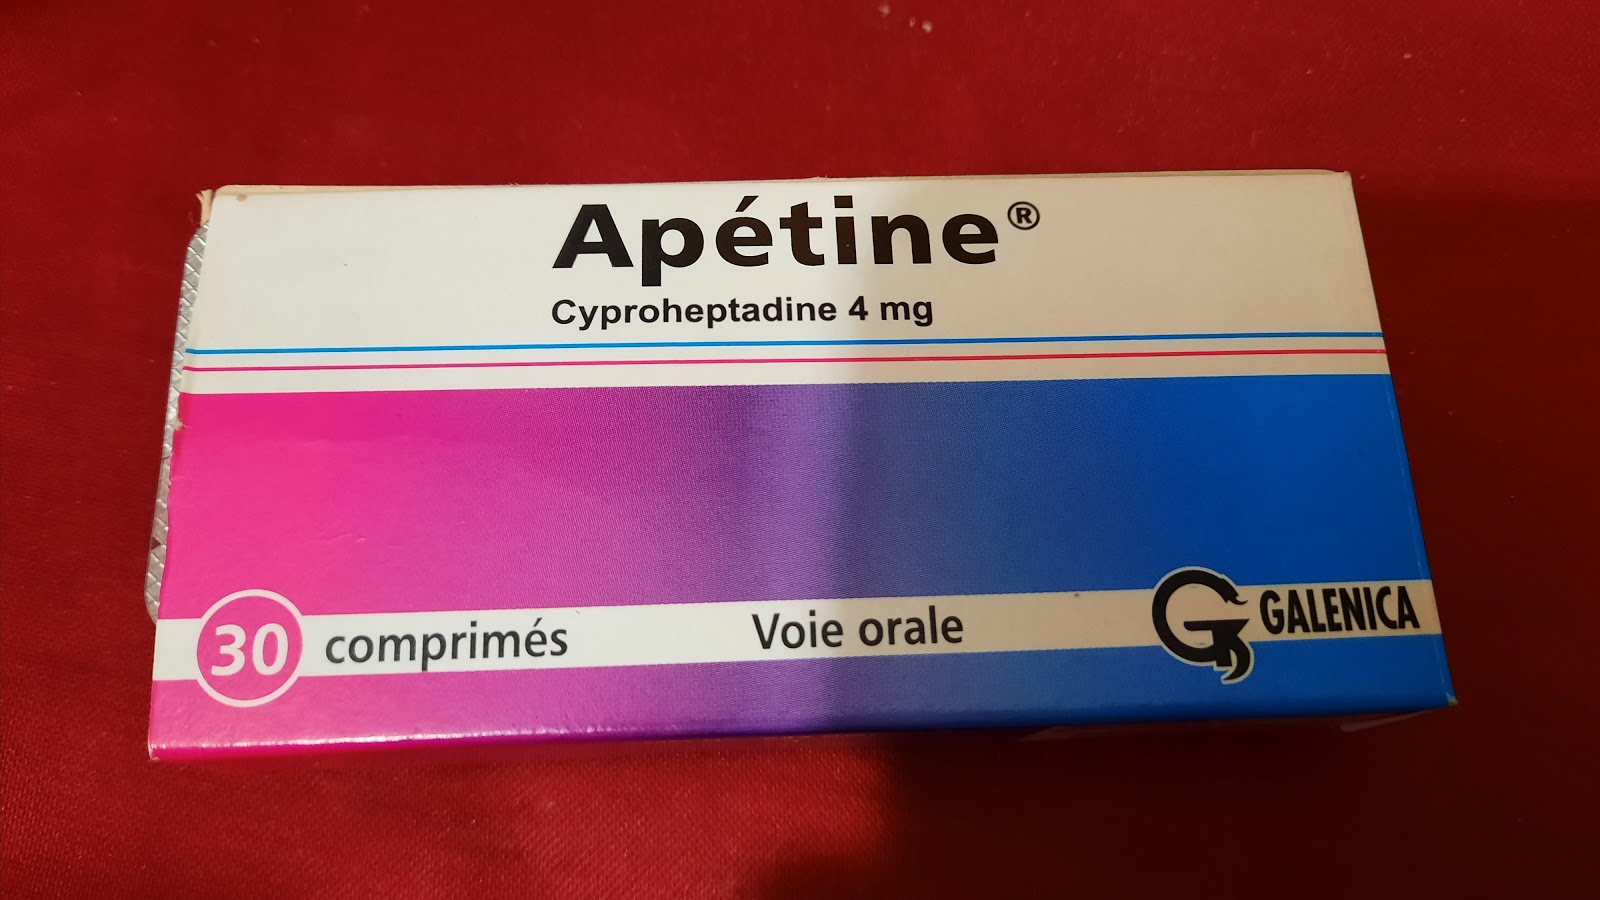 Apétine®
Cyproheptadine 4 mg
30 comprimés Voie orale GALENICA